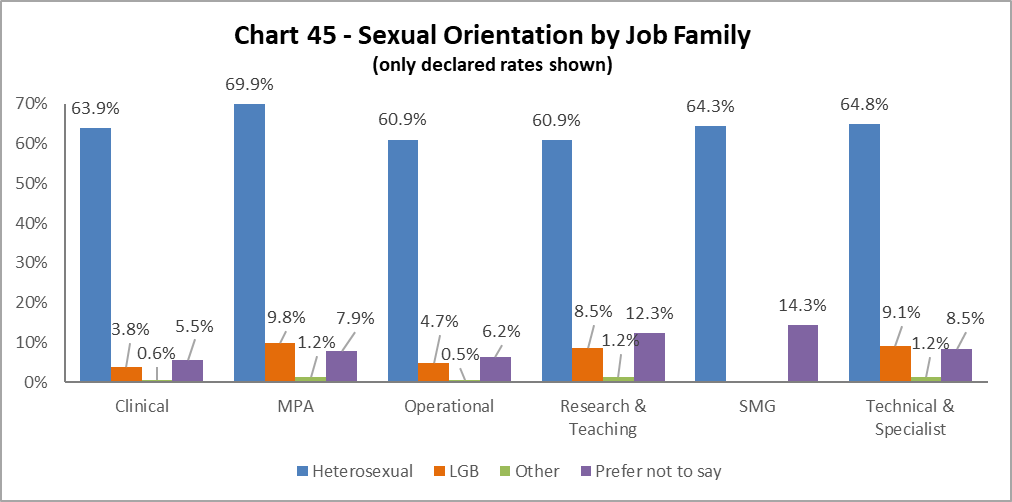 Chart 45 - Sexual Orientation by Job Family
(only declared rates shown)
70%
60%
50%
40%
30%
20%
10%
0%
63.9%
3.8%
0.6%
5.5%
69.9%
9.8%
1.2%
7.9%
60.9%
4.7%
0.5%
6.2%
60.9%
8.5%
1.2%
12.3%
64.3%
14.3%
64.8%
9.1%
1.2%
8.5%
Clinical
MPA
Operational
Research &
Teaching
SMG
Technical &
Specialist
Heterosexual LGB Other Prefer not to say